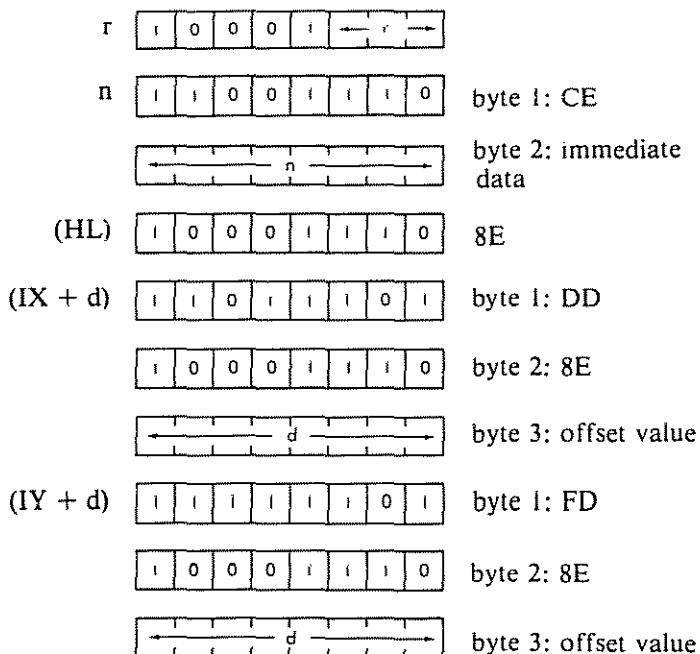 r 1 0 0 0 1 r
n 1 1 0 0 1 1 1 0 byte 1: CE
n byte 2: immediate
data
(HL) 1 0 0 0 1 1 1 0 8E
(IX + d) 1 1 0 1 1 1 0 1 byte 1: DD
1 0 0 0 1 1 1 0 byte 2: 8E
d byte 3: offset value
(IY + d) 1 1 1 1 1 1 0 1 byte 1: FD
1 0 0 0 1 1 1 0 byte 2: 8E
d byte 3: offset value